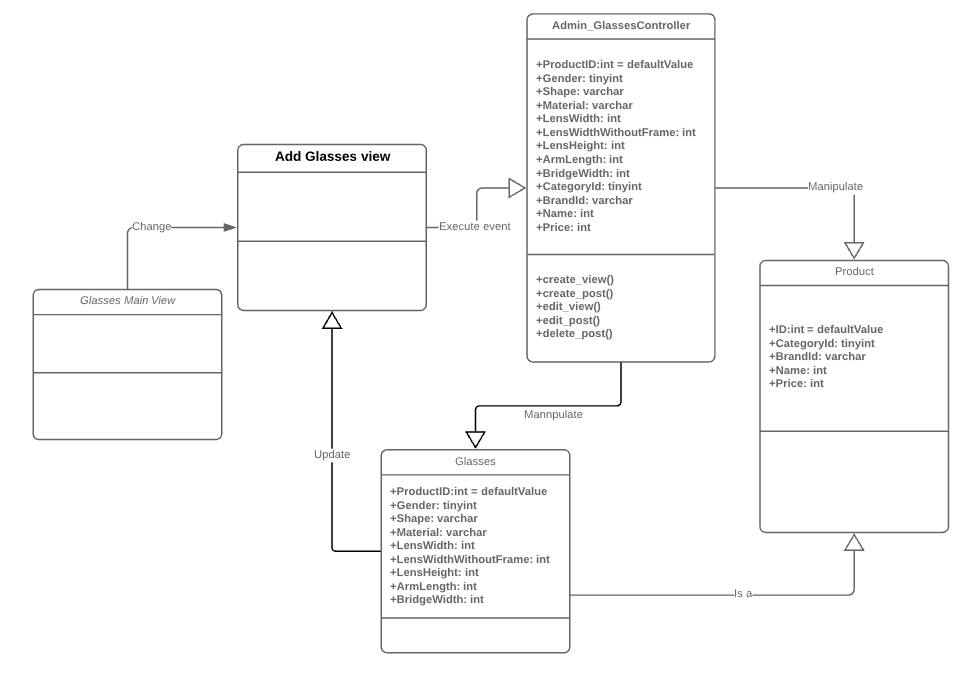 Admin_GlassesController
+ProductID:int = defaultValue
+Gender: tinyint
+Shape: varchar
+Material: varchar
+LensWidth: int
+LensWidthWithoutFrame: int
+LensHeight: int
+ArmLength: int
+BridgeWidth: int
+CategoryId: tinyint
+BrandId: varchar
+Name: int
+Price: int
+create_view()
+create_post()
+edit_view()
+edit_post()
+delete_post()
Add Glasses view
Execute event
Manipulate
Change
Glasses Main View
Product
+ID:int = defaultValue
+CategoryId: tinyint
+BrandId: varchar
+Name: int
+Price: int
Mannpulate
Update
Glasses
+ProductID:int = defaultValue
+Gender: tinyint
+Shape: varchar
+Material: varchar
+LensWidth: int
+LensWidthWithoutFrame: int
+LensHeight: int
+ArmLength: int
+BridgeWidth: int
Is a